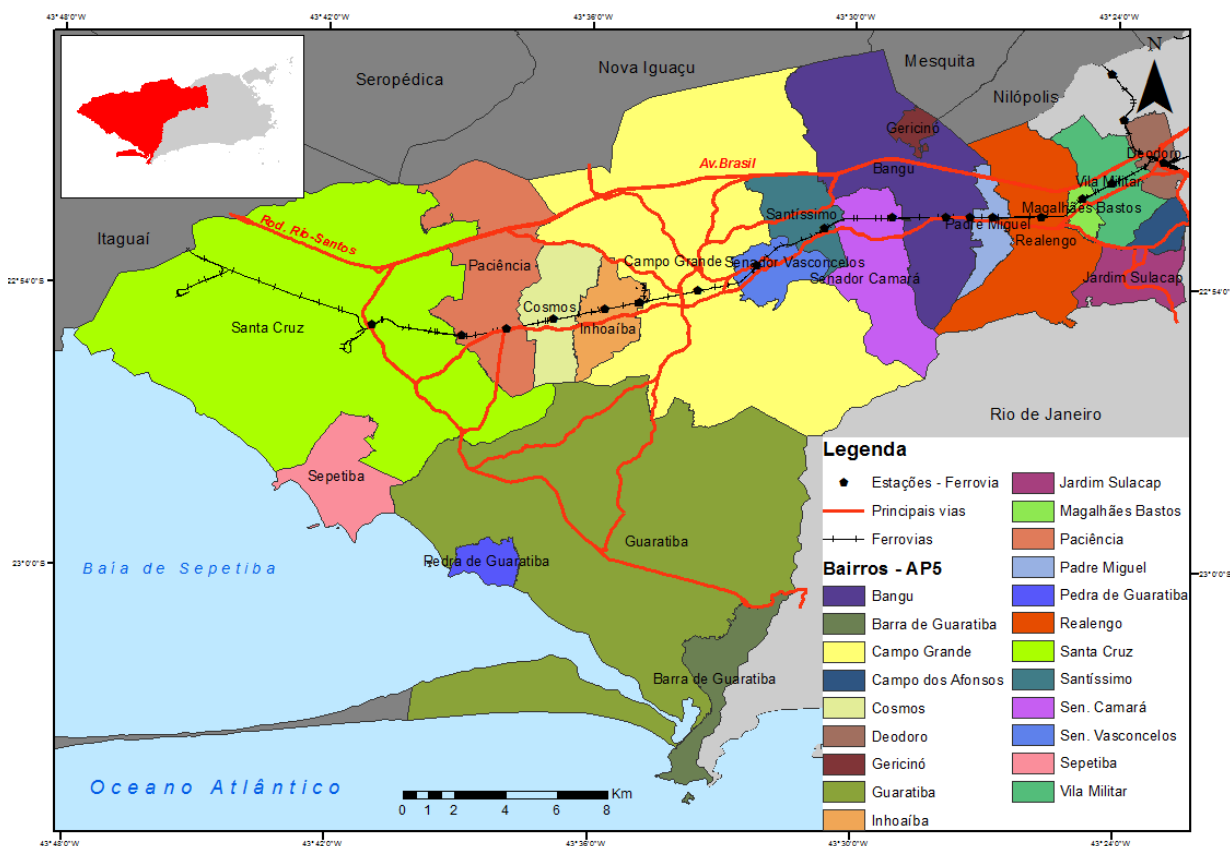 43°48'0"W 43°42'0"W 43°36'0"W 43°30'0"W 43°24'0"W
N
Seropédica
Nova Iguaçu
Mesquita
Nilópolis
Gericinó
Deodoro
Av.Brasil
Bangu
Vila Militar
Magalhães Bastos
Santíssimo
Padre Miguel
Realengo
Rod. Rio-Santos
Itaguaí
Paciência
Campo Grande
Senador Vasconcelos
Senador Camará
Jardim Sulacap
22°54'0"S
22°54'0"S
Cosmos
Santa Cruz
Inhoaíba
Rio de Janeiro
Sepetiba
Guaratiba
Pedra de Guaratiba
23°0'0"S
23°0'0"S
Baía de Sepetiba
Barra de Guaratiba
Oceano Atlântico
Km
0 1 2 4 6 8
Legenda
Estações - Ferrovia
Principais vias
Ferrovias
Bairros - AP5
Bangu
Barra de Guaratiba
Campo Grande
Campo dos Afonsos
Cosmos
Deodoro
Gericinó
Guaratiba
Inhoaíba
Jardim Sulacap
Magalhães Bastos
Paciência
Padre Miguel
Pedra de Guaratiba
Realengo
Santa Cruz
Santíssimo
Sen. Camará
Sen. Vasconcelos
Sepetiba
Vila Militar
43°48'0"W 43°42'0"W 43°36'0"W 43°30'0"W 43°24'0"W